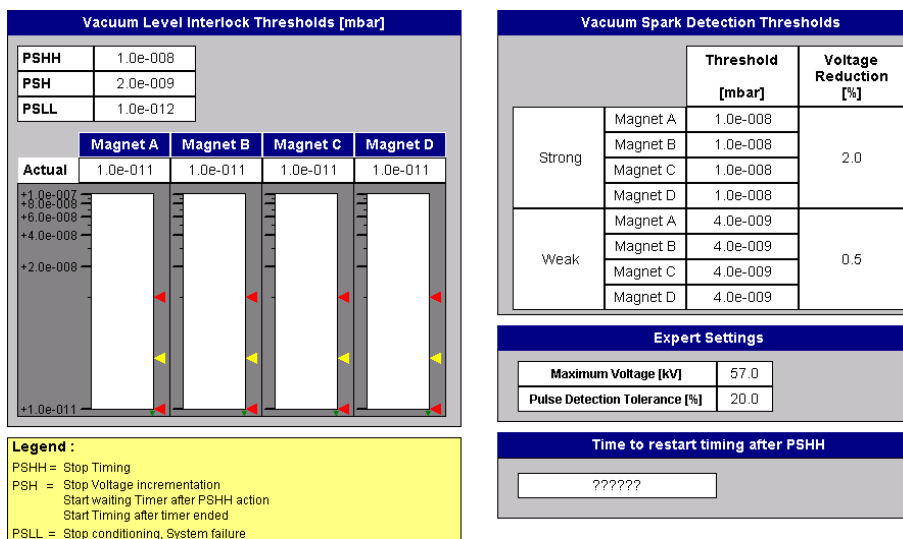 Vacuum Level Interlock Thresholds [mbar]
PSHH 1.0e-008
PSH 2.0e-009
PSLL 1.0e-012
Magnet A Magnet B Magnet C Magnet D
Actual 1.0e-011 1.0e-011 1.0e-011 1.0e-011
+1.0e-007
+8.0e-008
+6.0e-008
+4.0e-008
+2.0e-008
+1.0e-011
Legend :
PSHH = Stop Timing
PSH = Stop Voltage incrementation
Start waiting Timer after PSHH action
Start Timing after timer ended
PSLL = Stop conditioning, System failure
Vacuum Spark Detection Thresholds
Threshold Voltage
Reduction
[mbar] [%]
Strong Magnet A 1.0e-008 2.0
Magnet B 1.0e-008
Magnet C 1.0e-008
Magnet D 1.0e-008
Weak Magnet A 4.0e-009 0.5
Magnet B 4.0e-009
Magnet C 4.0e-009
Magnet D 4.0e-009
Expert Settings
Maximum Voltage [kV] 57.0
Pulse Detection Tolerance [%] 20.0
Time to restart timing after PSHH
??????